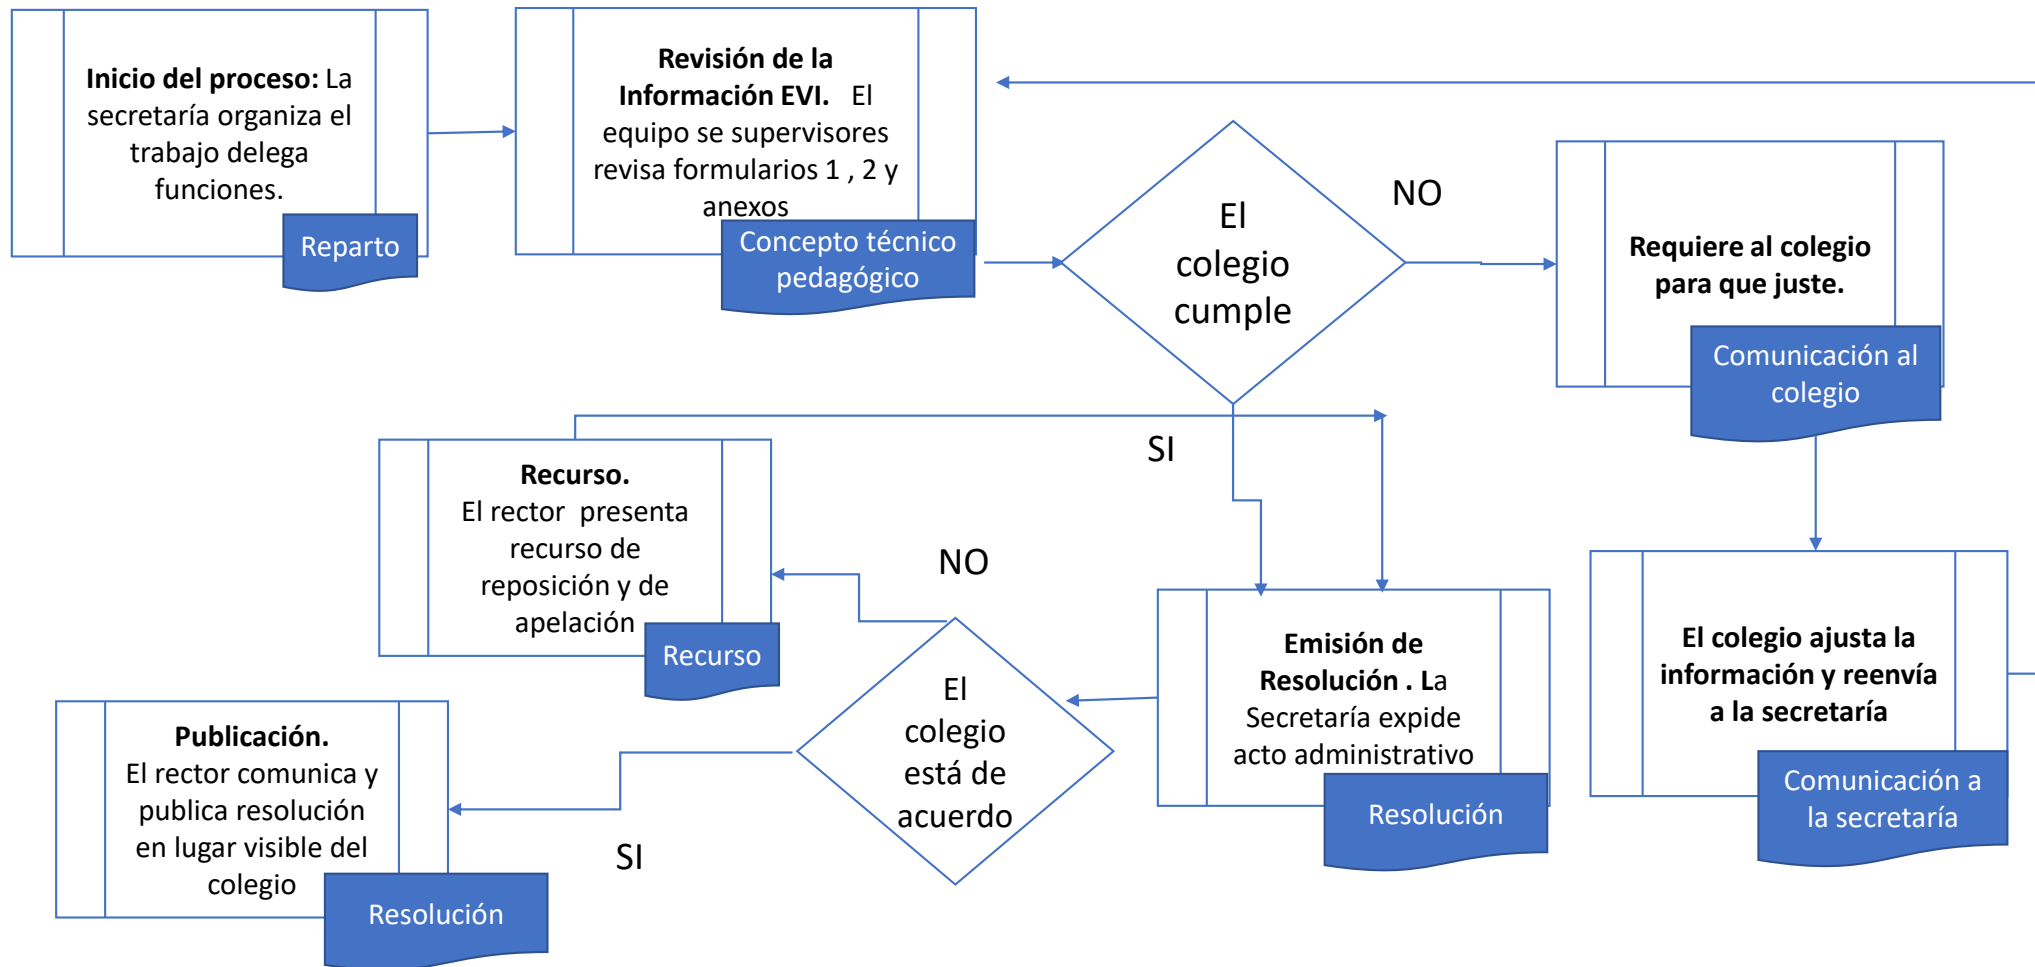 Inicio del proceso: La
secretaría organiza el
trabajo delega
funciones.
Reparto
Revisión de la
Información EVI. El
equipo se supervisores
revisa formularios 1 , 2 y
anexos
Concepto técnico
pedagógico
El
colegio
cumple
NO
Requiere al colegio
para que juste.
Comunicación al
colegio
SI
Recurso.
El rector presenta
recurso de
reposición y de
apelación
Recurso
NO
El
colegio
está de
acuerdo
Emisión de
Resolución . La
Secretaría expide
acto administrativo
Resolución
El colegio ajusta la
información y reenvía
a la secretaría
Comunicación a
la secretaría
Publicación.
El rector comunica y
publica resolución
en lugar visible del
colegio
Resolución
SI